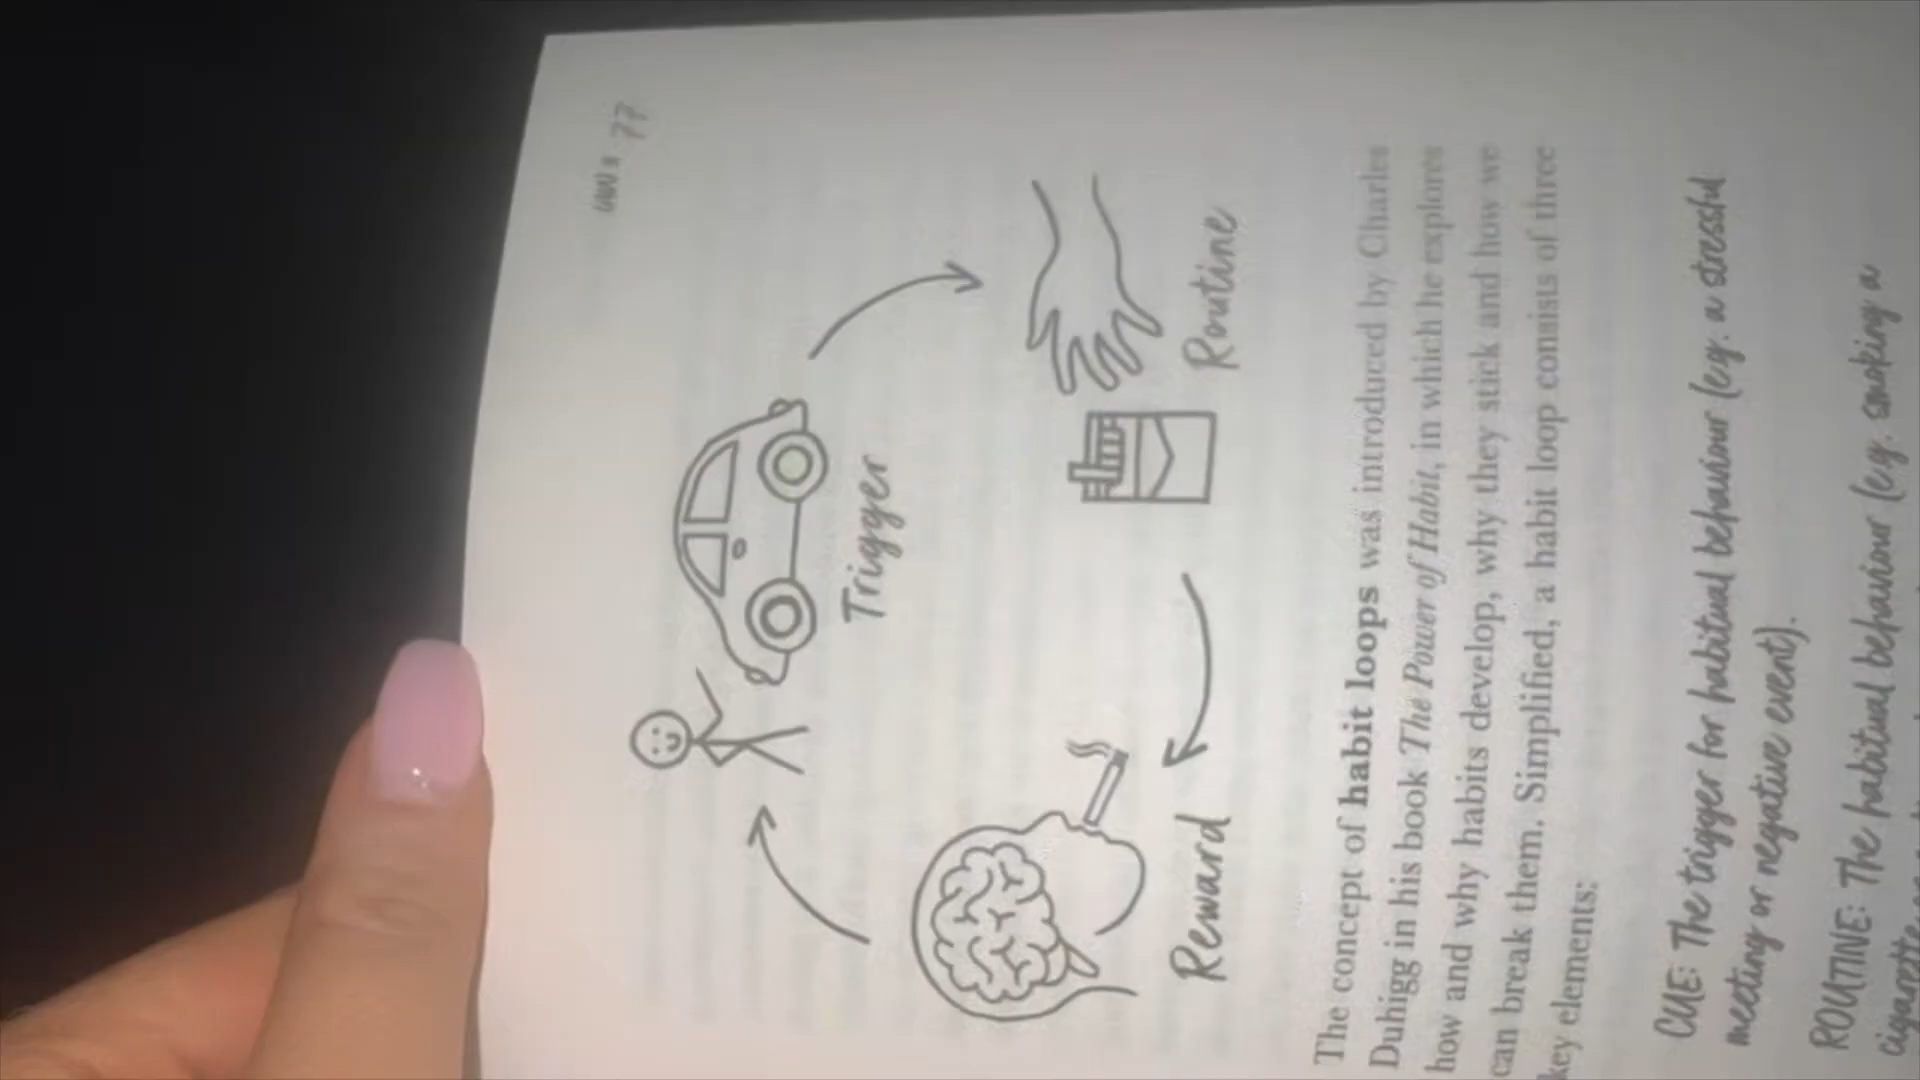 77
Trigger
Routine
Reward
The concept of habit loops was introduced by Charles
Duhigg in his book The Power of Habit, in which he explores
how and why habits develop, why they stick and how we
can break them. Simplified, a habit loop consists of three
key elements:
CUE: The trigger for habitual behaviour (e.g. a stressful
meeting or negative event).
ROUTINE: The habitual behaviour (e.g. smoking a